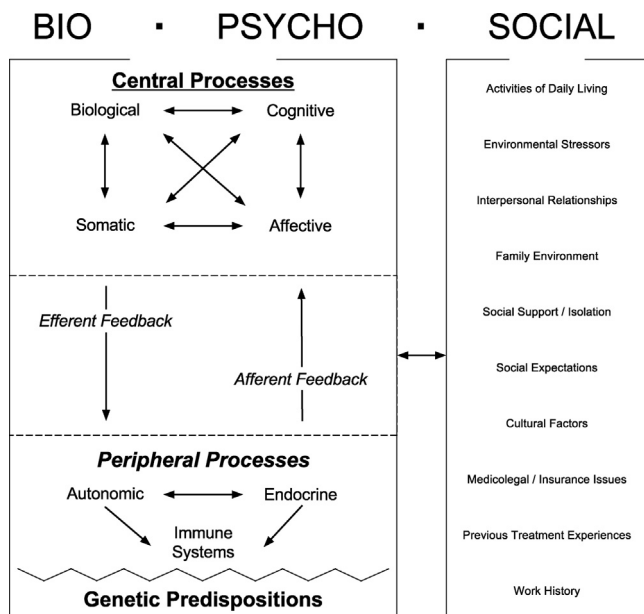 BIO · PSYCHO · SOCIAL
Central Processes
Biological
Cognitive
Somatic
Affective
Efferent Feedback
Afferent Feedback
Peripheral Processes
Autonomic
Endocrine
Immune
Systems
Genetic Predispositions
Activities of Daily Living
Environmental Stressors
Interpersonal Relationships
Family Environment
Social Support / Isolation
Social Expectations
Cultural Factors
Medicolegal / Insurance Issues
Previous Treatment Experiences
Work History